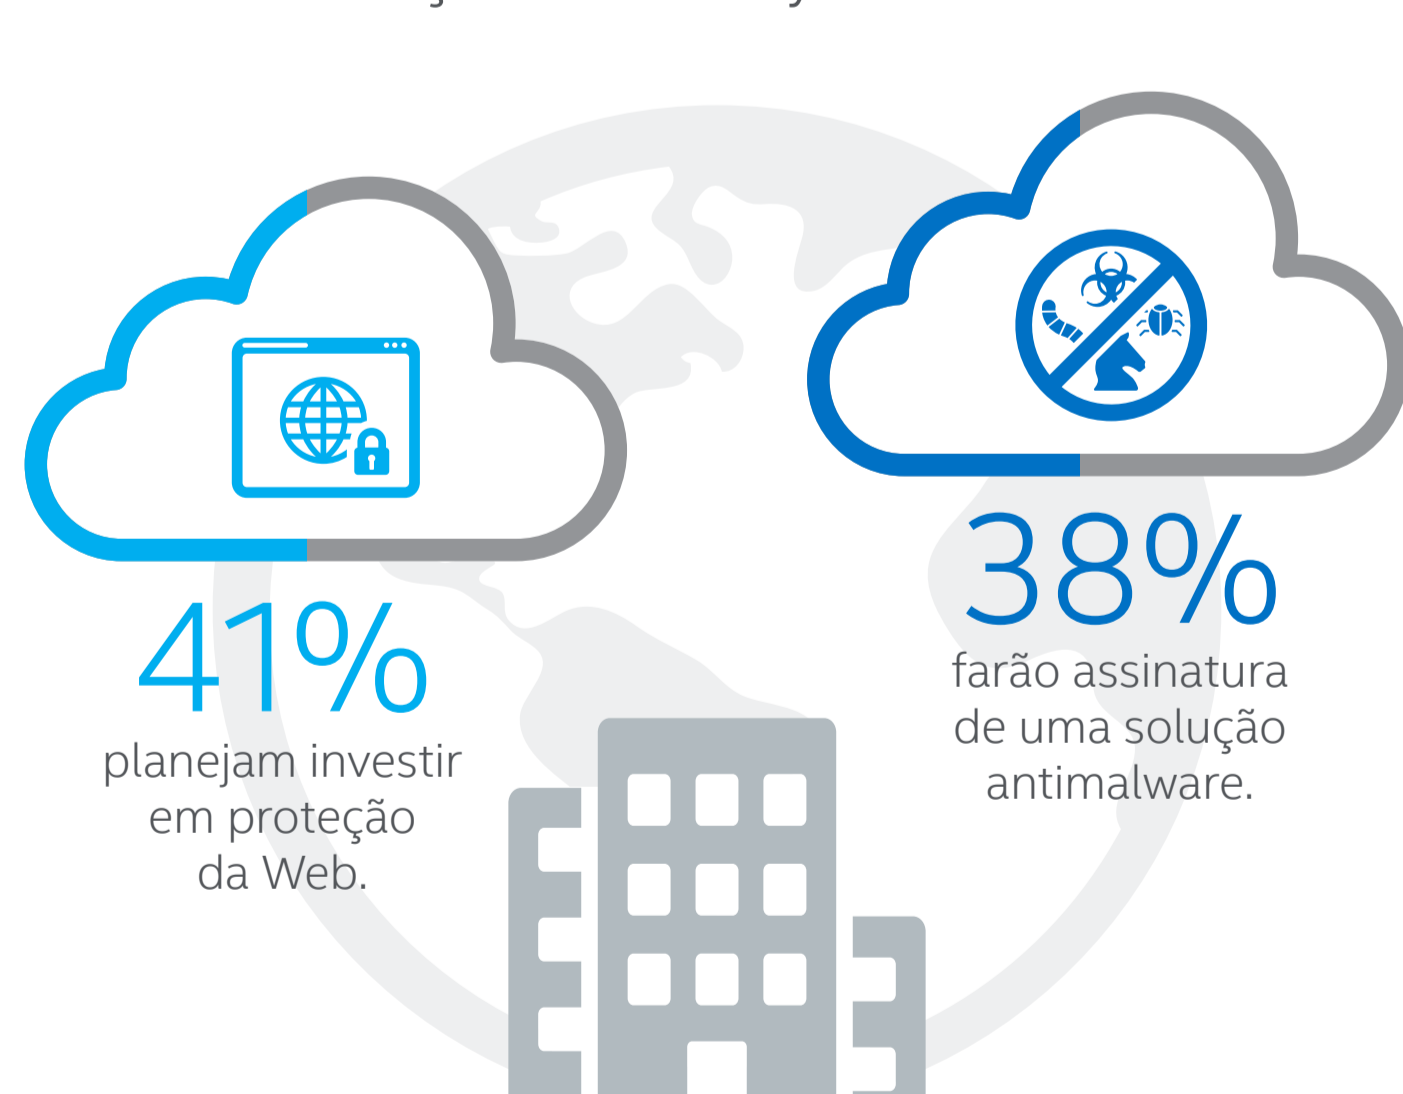 41%
planejam investir
em proteção
da Web.
38%
farão assinatura
de uma solução
antimalware.